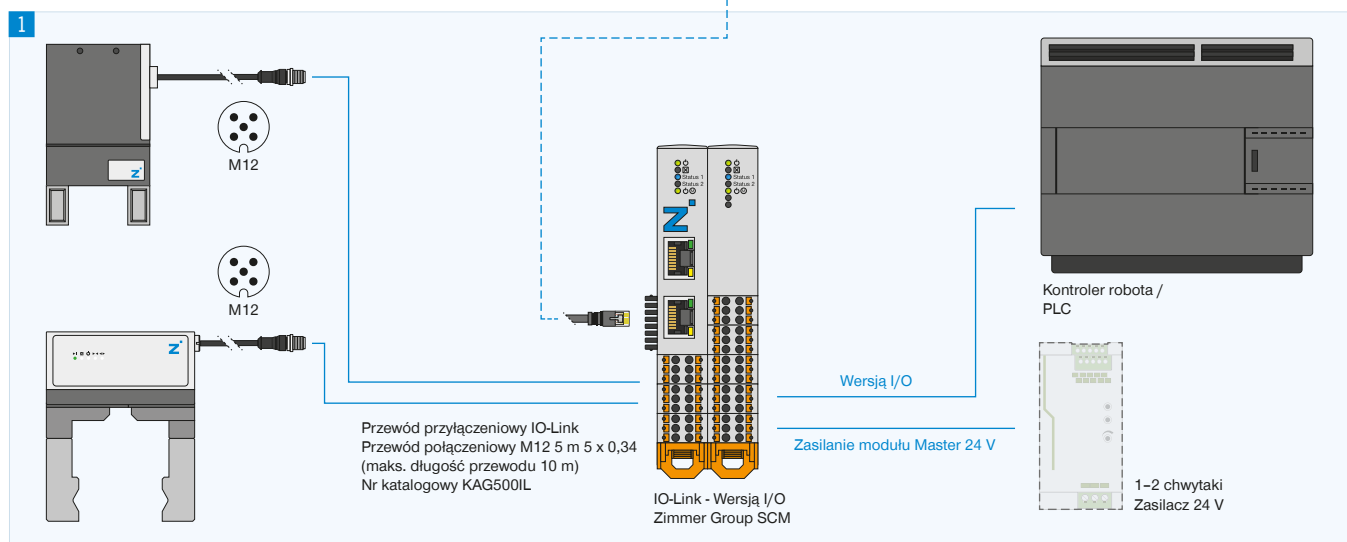 1
M12
M12
Przewód przyłączeniowy IO-Link
Przewód połączeniowy M12 5 m 5 x 0,34
(maks. długość przewodu 10 m)
Nr katalogowy KAG500IL
Status 1
Status 2
Status 1
Status 2
IO-Link - Wersją I/O
Zimmer Group SCM
Wersją I/O
Zasilanie modułu Master 24 V
Kontroler robota /
PLC
1–2 chwytaki
Zasilacz 24 V